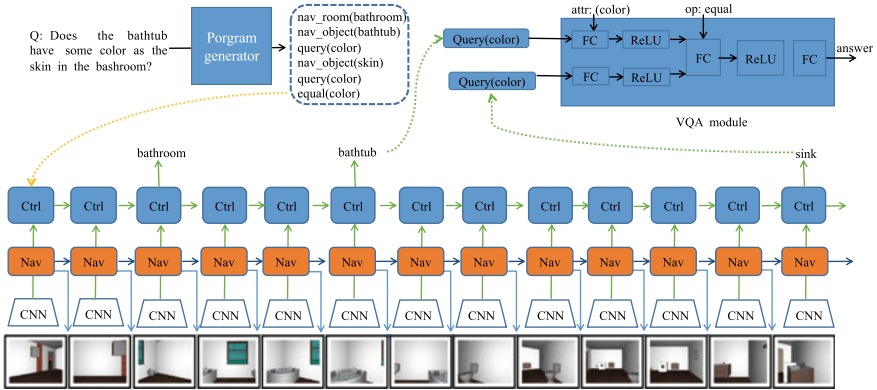 Q: Does the bathtub
have some color as the
skin in the bashroom?
Porgram
generator
nav_room(bathroom)
nav_object(bathtub)
query(color)
nav_object(skin)
query(color)
equal(color)
attr: (color)
op: equal
Query(color)
FC
ReLU
Query(color)
FC
ReLU
FC
ReLU
FC
answer
VQA module
bathroom
bathtub
sink
Ctrl Ctrl Ctrl Ctrl Ctrl Ctrl Ctrl Ctrl Ctrl Ctrl Ctrl Ctrl
Nav Nav Nav Nav Nav Nav Nav Nav Nav Nav Nav Nav
CNN CNN CNN CNN CNN CNN CNN CNN CNN CNN CNN CNN